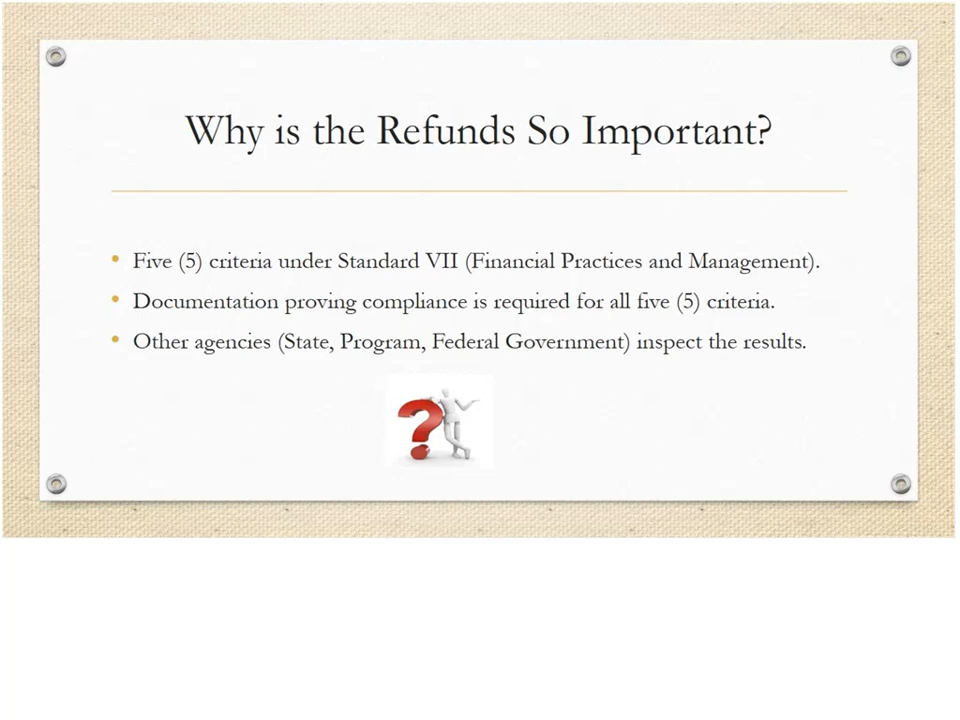 Why is the Refunds So Important?
• Five (5) criteria under Standard VII (Financial Practices and Management).
• Documentation proving compliance is required for all five (5) criteria.
• Other agencies (State, Program, Federal Government) inspect the results.